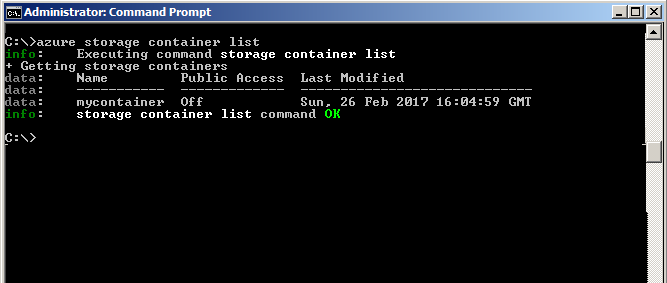 Administrator: Command Prompt
C:\>azure storage container list
info:    Executing command storage container list
+ Getting storage containers
data:    Name         Public Access  Last Modified
data:    -----------  -------------  -----------------------------
data:    mycontainer  Off            Sun, 26 Feb 2017 16:04:59 GMT
info:    storage container list command OK
C:\>